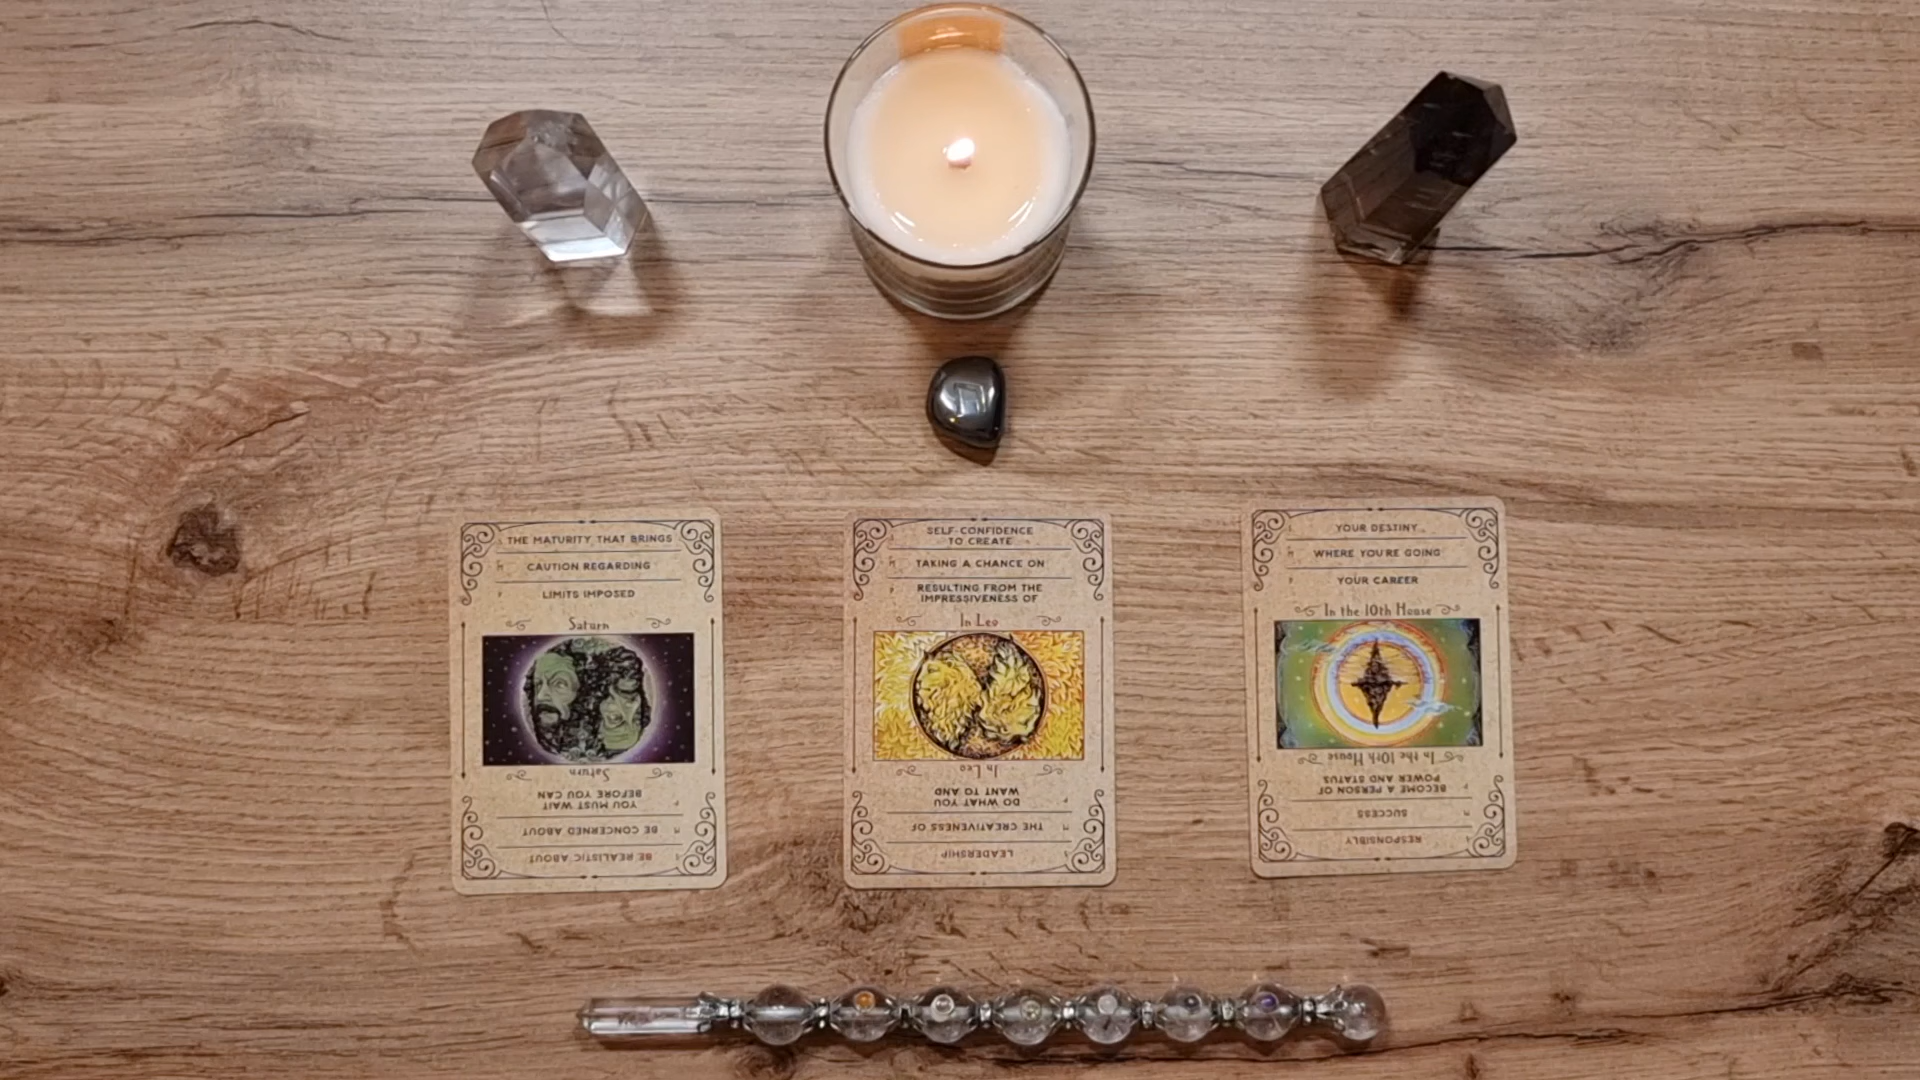 THE MATURITY THAT BRINGS
CAUTION REGARDING
LIMITS IMPOSED
Saturn
Saturn
YOU MUST WAIT
BEFORE YOU CAN
BE CONCERNED ABOUT
BE REALISTIC ABOUT
SELF-CONFIDENCE
TO CREATE
TAKING A CHANCE ON
RESULTING FROM THE
IMPRESSIVENESS OF
In Leo
In Leo
DO WHAT YOU
WANT TO AND
THE CREATIVENESS OF
LEADERSHIP
YOUR DESTINY
WHERE YOU'RE GOING
YOUR CAREER
In the 10th House
In the 10th House
BECOME A PERSON OF
POWER AND STATUS
SUCCESS
RESPONSIBLY